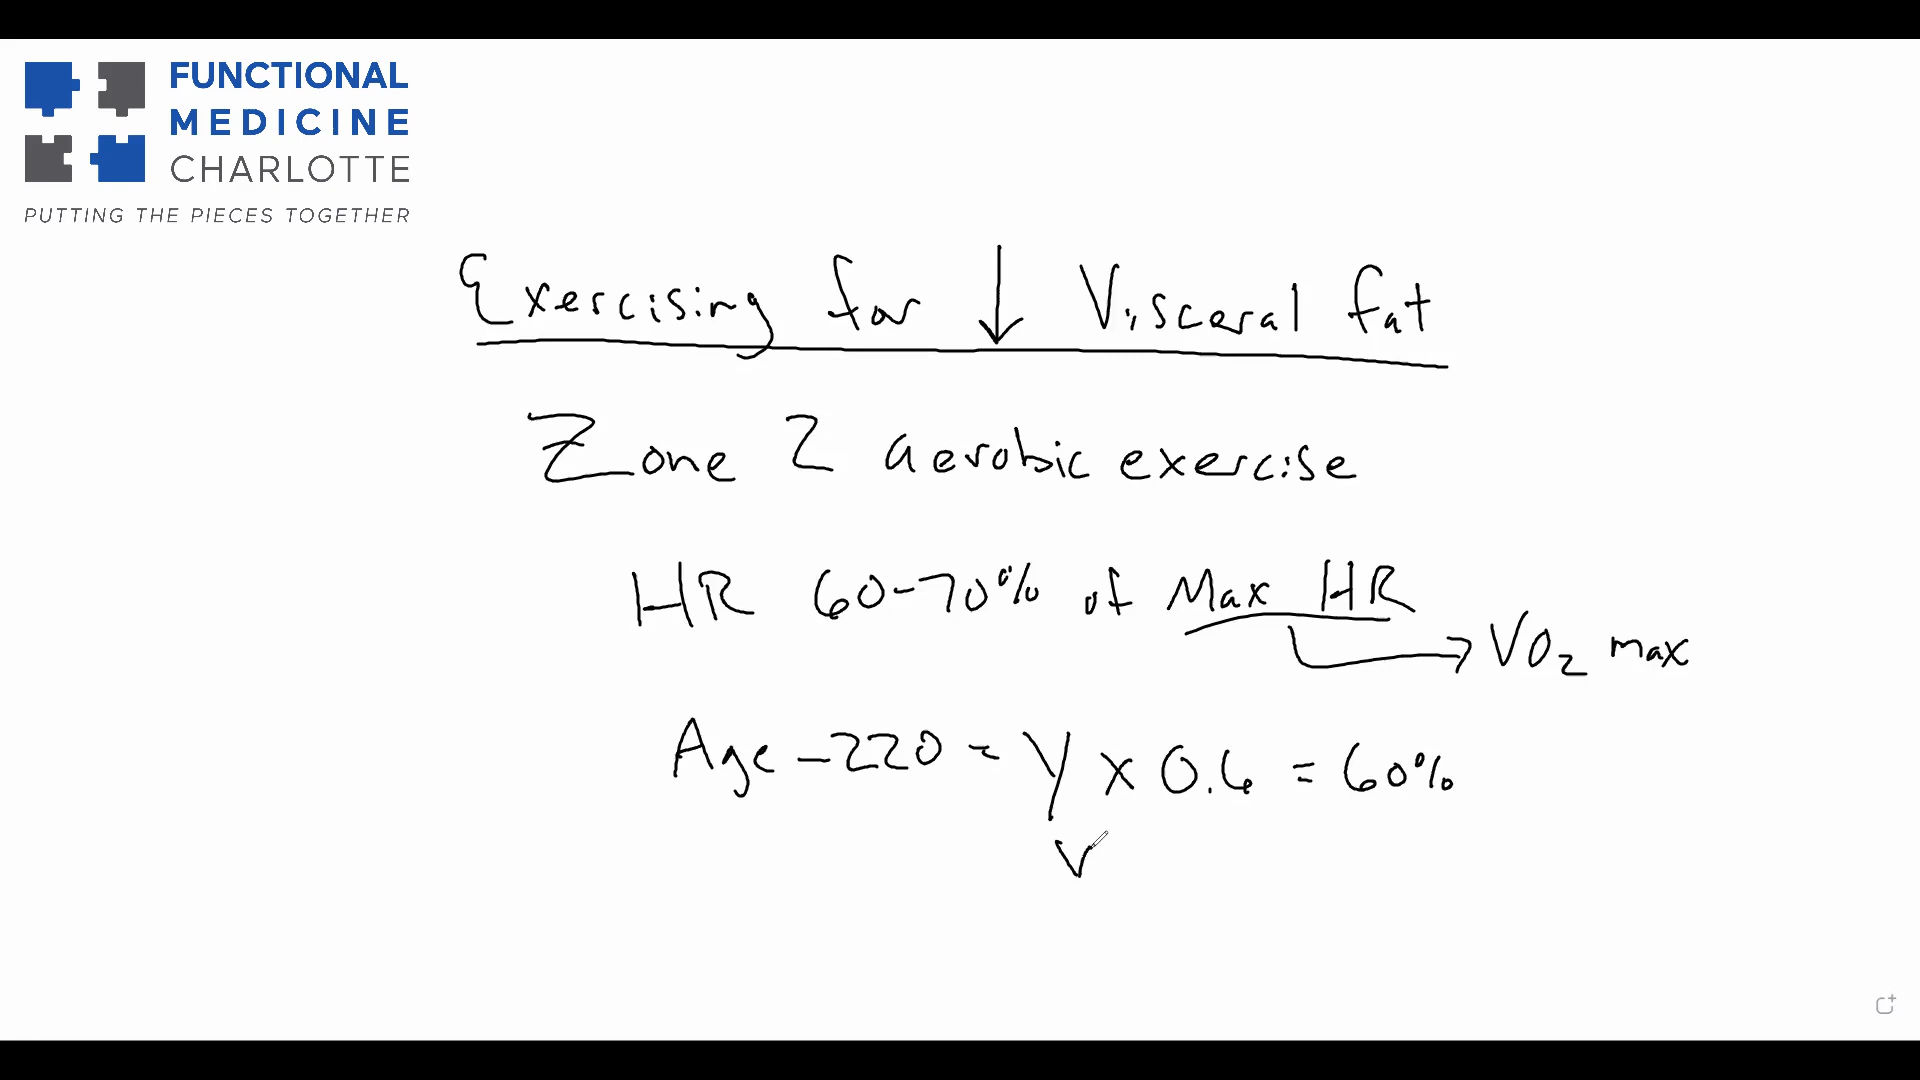 FUNCTIONAL
MEDICINE
CHARLOTTE
PUTTING THE PIECES TOGETHER
Exercising for ↓ Visceral fat
Zone 2 aerobic exercise
HR 60-70% of Max HR
→ VO₂ max
Age - 220 = Y x 0.6 = 60%
V